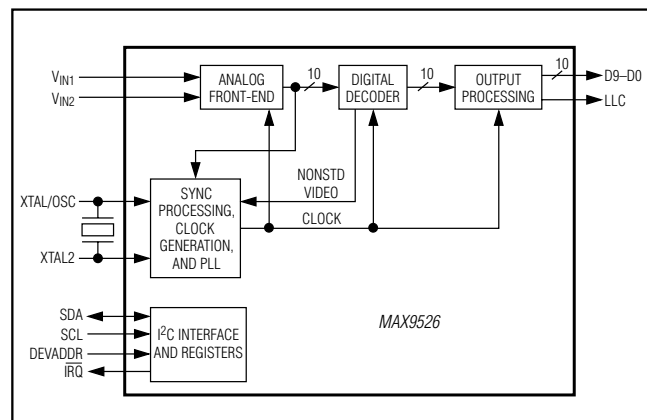 V_IN1
V_IN2
ANALOG
FRONT-END
10
DIGITAL
DECODER
10
OUTPUT
PROCESSING
10
D9–D0
LLC
XTAL/OSC
XTAL2
SYNC
PROCESSING,
CLOCK
GENERATION,
AND PLL
NONSTD
VIDEO
CLOCK
SDA
SCL
DEVADDR
IRQ
I²C INTERFACE
AND REGISTERS
MAX9526